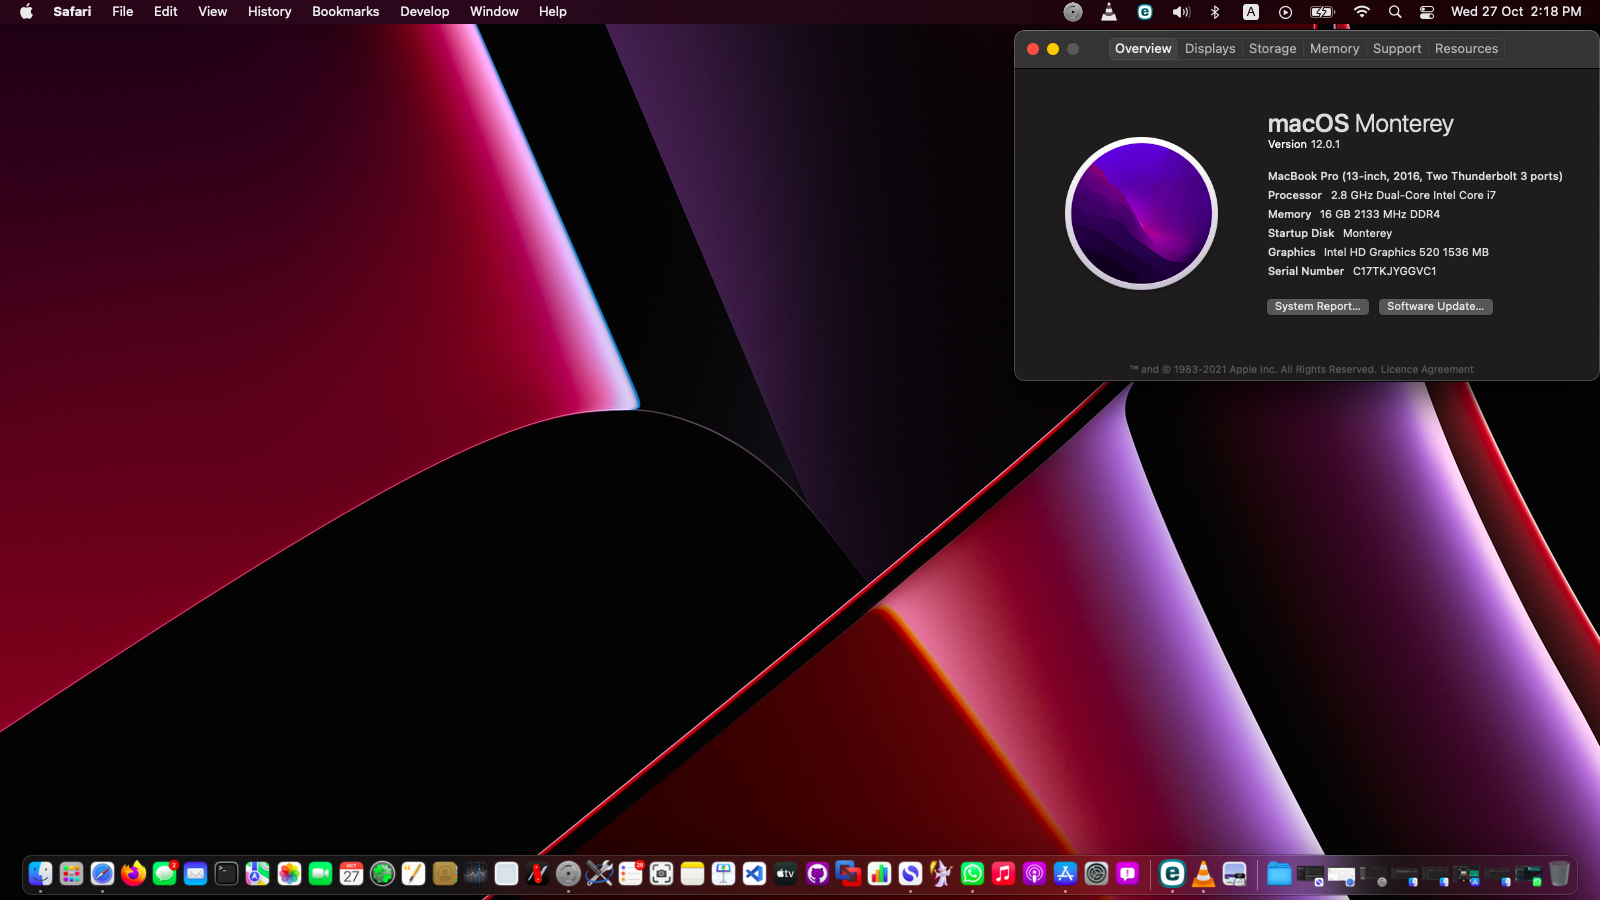 Safari File Edit View History Bookmarks Develop Window Help
A
Wed 27 Oct 2:18 PM
Overview Displays Storage Memory Support Resources
macOS Monterey
Version 12.0.1
MacBook Pro (13-inch, 2016, Two Thunderbolt 3 ports)
Processor 2.8 GHz Dual-Core Intel Core i7
Memory 16 GB 2133 MHz DDR4
Startup Disk Monterey
Graphics Intel HD Graphics 520 1536 MB
Serial Number C17TKJYGGVC1
System Report... Software Update...
™ and © 1983-2021 Apple Inc. All Rights Reserved. Licence Agreement
2
OCT
27
tv